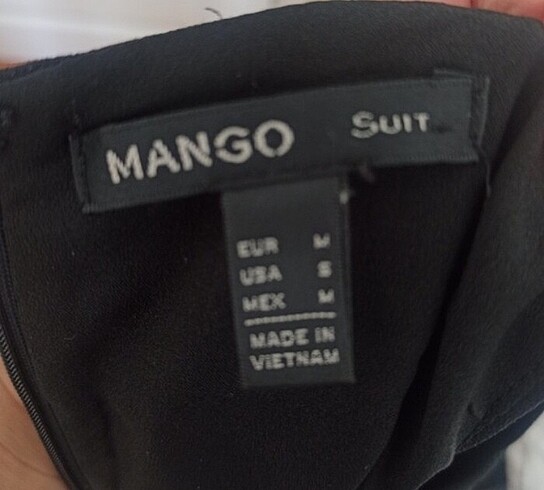 MANGO SUIT
EUR M
USA S
MEX M
MADE IN
VIETNAM